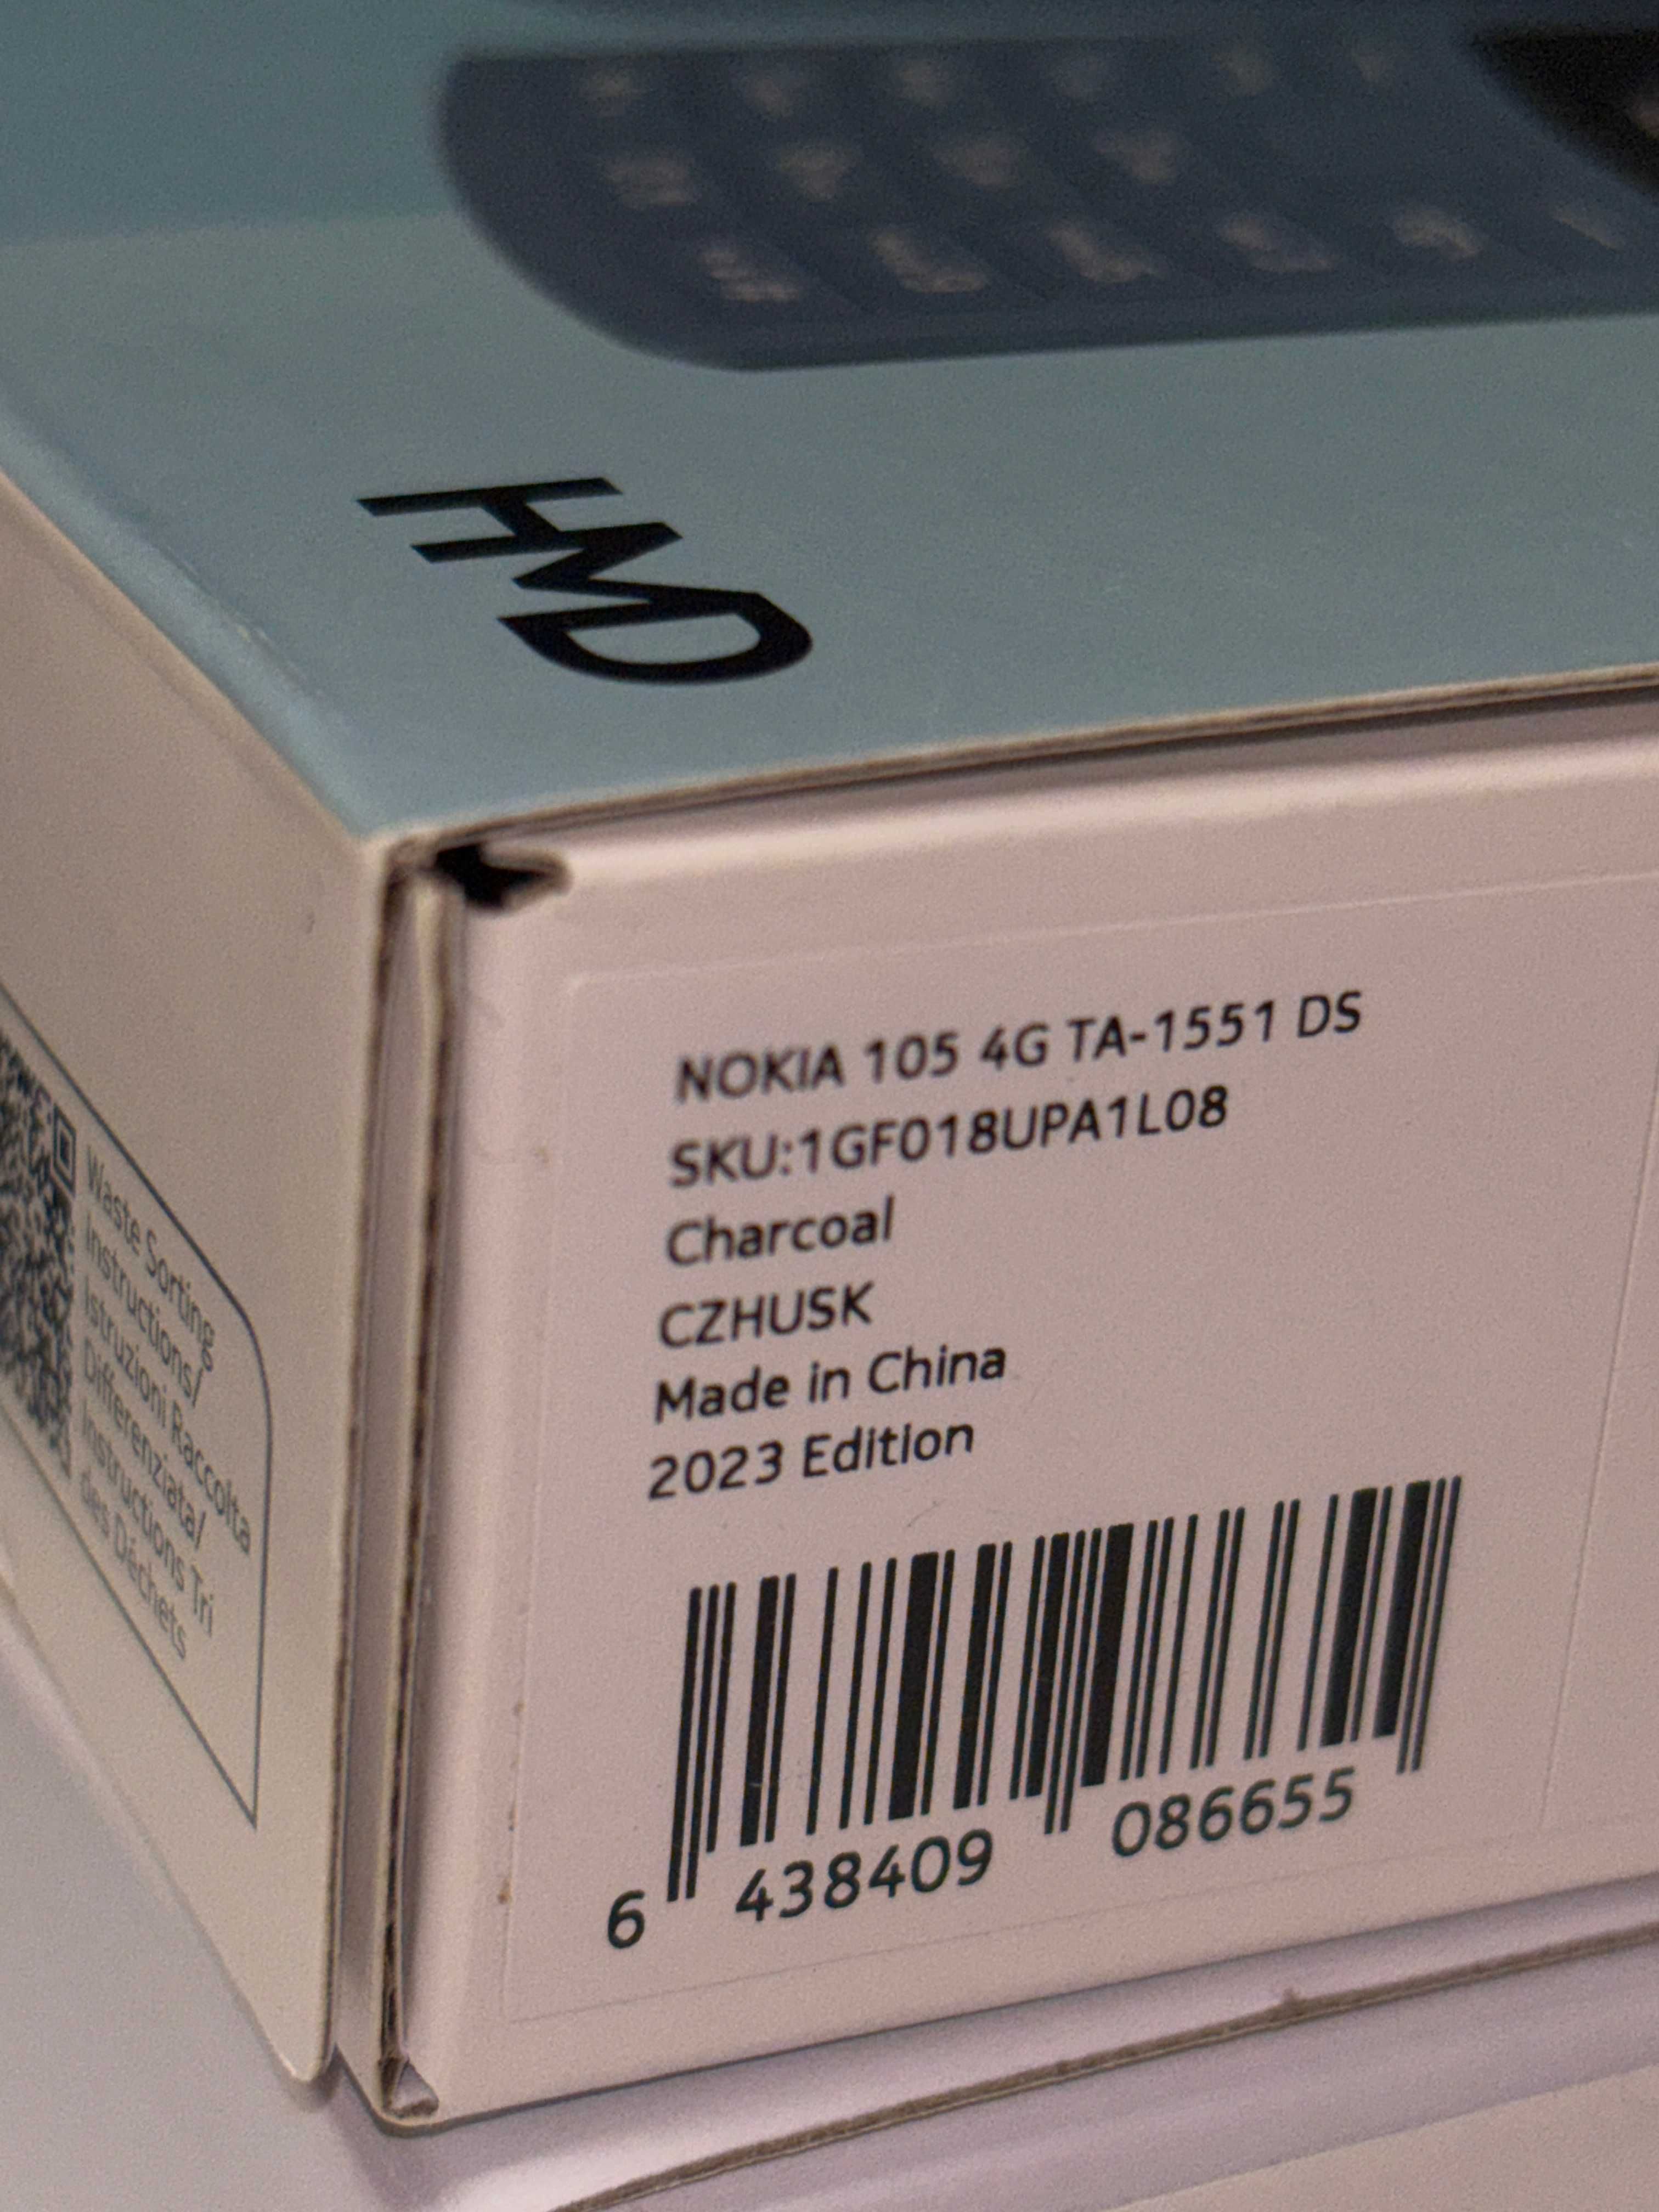 HMD
NOKIA 105 4G TA-1551 DS
SKU:1GF018UPA1L08
Charcoal
CZHUSK
Made in China
2023 Edition
6 438409 086655
Waste Sorting
Instructions/
Istruzioni Raccolta
Differenziata/
Instructions Tri
des Déchets